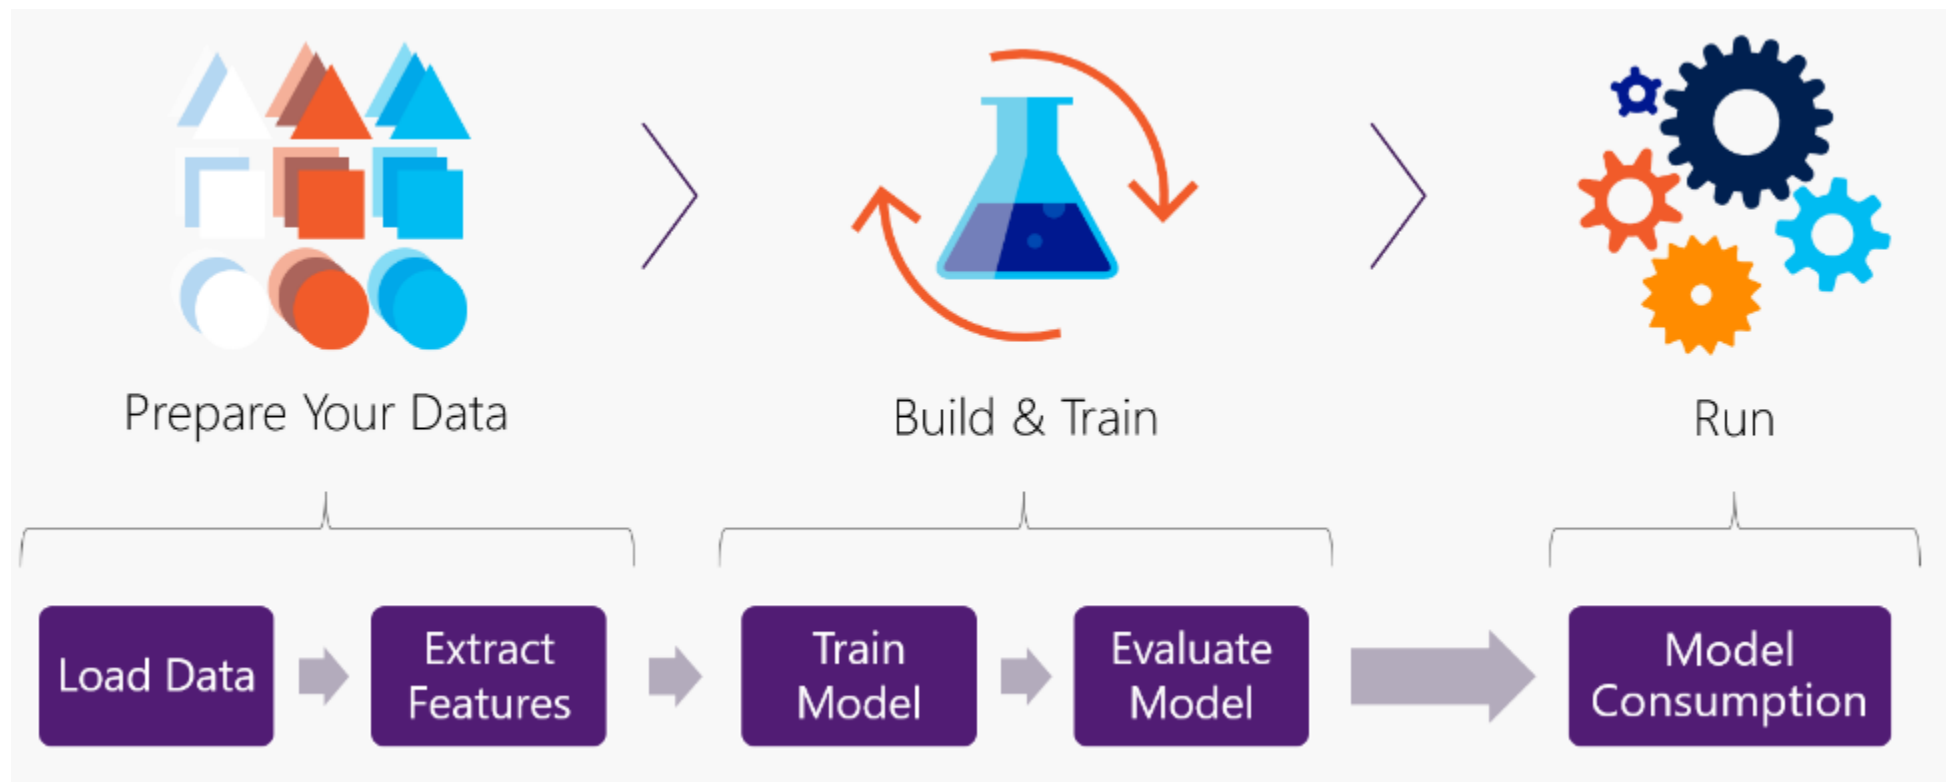 Prepare Your Data
Build & Train
Run
Load Data
Extract
Features
Train
Model
Evaluate
Model
Model
Consumption